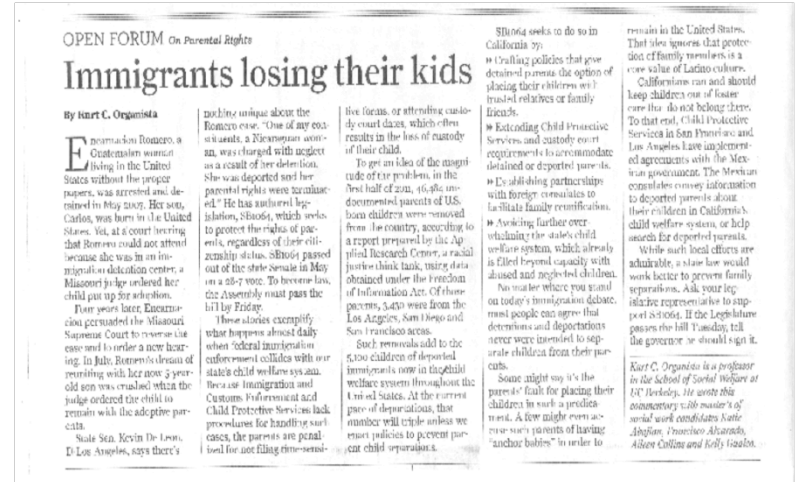 OPEN FORUM On Parental Rights
Immigrants losing their kids
By Kurt C. Organista
Encarnacion Romero, a
Guatemalan woman
living in the United
States without the proper
papers, was arrested and de-
tained in May 2007. Her son,
Carlos, was born in the United
States. Yet, at a court hearing
that Romero could not attend
because she was in an im-
migration detention center, a
Missouri judge ordered her
child put up for adoption.
Four years later, Encarna-
cion persuaded the Missouri
Supreme Court to reverse the
case and to order a new hear-
ing. In July, Romero's dream of
reuniting with her now 5-year-
old son was crushed when the
judge ordered the child to
remain with the adoptive par-
ents.
State Sen. Kevin De Leon,
D-Los Angeles, says there's
nothing unique about the
Romero case. "One of my con-
stituents, a Nicaraguan wom-
an, was charged with neglect
as a result of her detention.
She was deported and her
parental rights were terminat-
ed." He has authored leg-
islation, SB1064, which seeks
to protect the rights of par-
ents, regardless of their citi-
zenship status. SB1064 passed
out of the state Senate in May
on a 28-7 vote. To become law,
the Assembly must pass the
bill by Friday.
These stories exemplify
what happens almost daily
when federal immigration
enforcement collides with our
state's child welfare system.
Because Immigration and
Customs Enforcement and
Child Protective Services lack
procedures for handling such
cases, the parents are penal-
ized for not filing time-sensi-
tive forms, or attending custo-
dy court dates, which often
results in the loss of custody
of their child.
To get an idea of the magni
tude of the problem, in the
first half of 2011, 46,484 un-
documented parents of U.S.
born children were removed
from the country, according to
a report prepared by the Ap-
plied Research Center, a racial
justice think tank, using data
obtained under the Freedom
of Information Act. Of those
parents, 3,450 were from the
Los Angeles, San Diego and
San Francisco areas.
Such removals add to the
5,100 children of deported
immigrants now in the child
welfare system throughout the
United States. At the current
pace of deportations, that
number will triple unless we
enact policies to prevent par-
ent child separations.
SB1064 seeks to do so in
California by:
» Crafting policies that give
detained parents the option of
placing their children with
trusted relatives or family
friends.
» Extending Child Protective
Services and custody court
requirements to accommodate
detained or deported parents.
» Establishing partnerships
with foreign consulates to
facilitate family reunification.
» Avoiding further over-
whelming the state's child
welfare system, which already
is filled beyond capacity with
abused and neglected children.
No matter where you stand
on today's immigration debate,
most people can agree that
detentions and deportations
never were intended to sep-
arate children from their par-
ents.
Some might say it's the
parents' fault for placing their
children in such a predica-
ment. A few might even ac-
cuse such parents of having
"anchor babies" in order to
remain in the United States.
That idea ignores that protec-
tion of family members is a
core value of Latino culture.
Californians can and should
keep children out of foster
care that do not belong there.
To that end, Child Protective
Services in San Francisco and
Los Angeles have implement-
ed agreements with the Mex-
ican government. The Mexican
consulates convey information
to deported parents about
their children in California's
child welfare system, or help
search for deported parents.
While such local efforts are
admirable, a state law would
work better to prevent family
separations. Ask your leg-
islative representative to sup-
port SB1064. If the Legislature
passes the bill Tuesday, tell
the governor he should sign it.
Kurt C. Organista is a professor
in the School of Social Welfare at
UC Berkeley. He wrote this
commentary with master's of
social work candidates Katie
Abajian, Francisco Alvarado,
Aileen Collins and Kelly